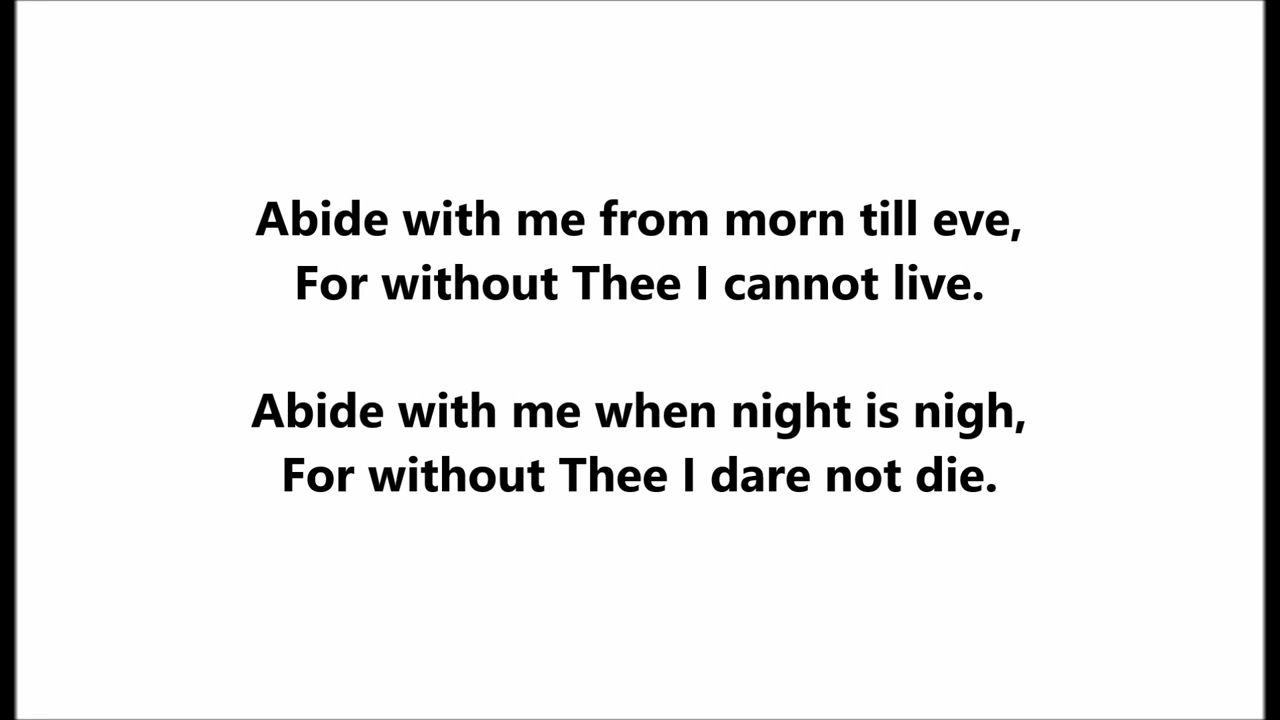 Abide with me from morn till eve,
For without Thee I cannot live.
Abide with me when night is nigh,
For without Thee I dare not die.